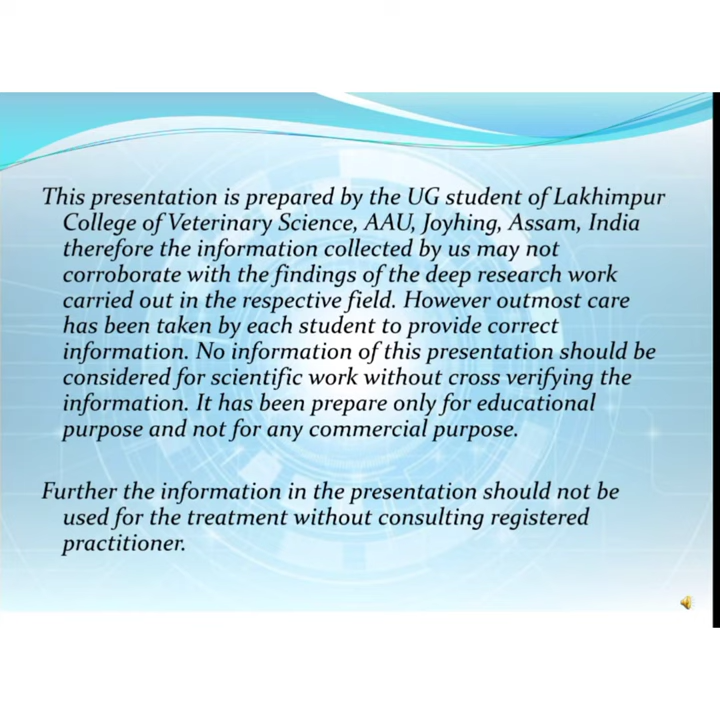 This presentation is prepared by the UG student of Lakhimpur
College of Veterinary Science, AAU, Joyhing, Assam, India
therefore the information collected by us may not
corroborate with the findings of the deep research work
carried out in the respective field. However outmost care
has been taken by each student to provide correct
information. No information of this presentation should be
considered for scientific work without cross verifying the
information. It has been prepare only for educational
purpose and not for any commercial purpose.
Further the information in the presentation should not be
used for the treatment without consulting registered
practitioner.